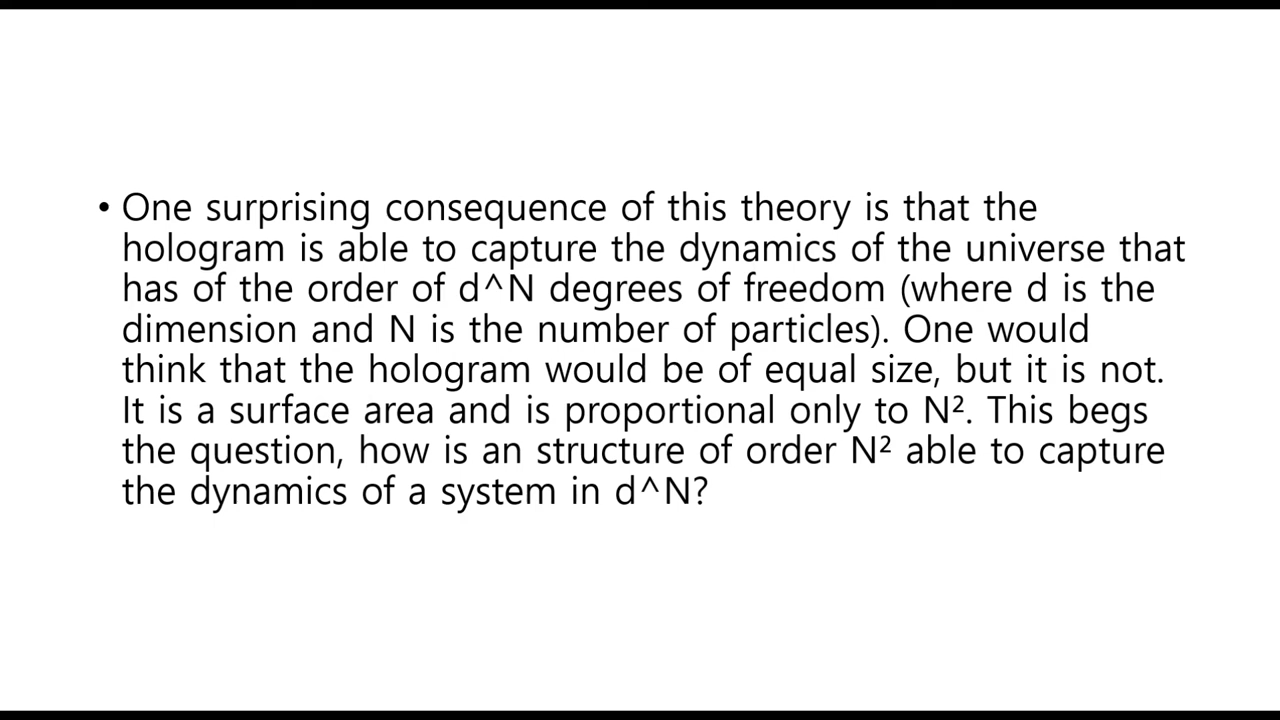 • One surprising consequence of this theory is that the
hologram is able to capture the dynamics of the universe that
has of the order of d^N degrees of freedom (where d is the
dimension and N is the number of particles). One would
think that the hologram would be of equal size, but it is not.
It is a surface area and is proportional only to N². This begs
the question, how is an structure of order N² able to capture
the dynamics of a system in d^N?